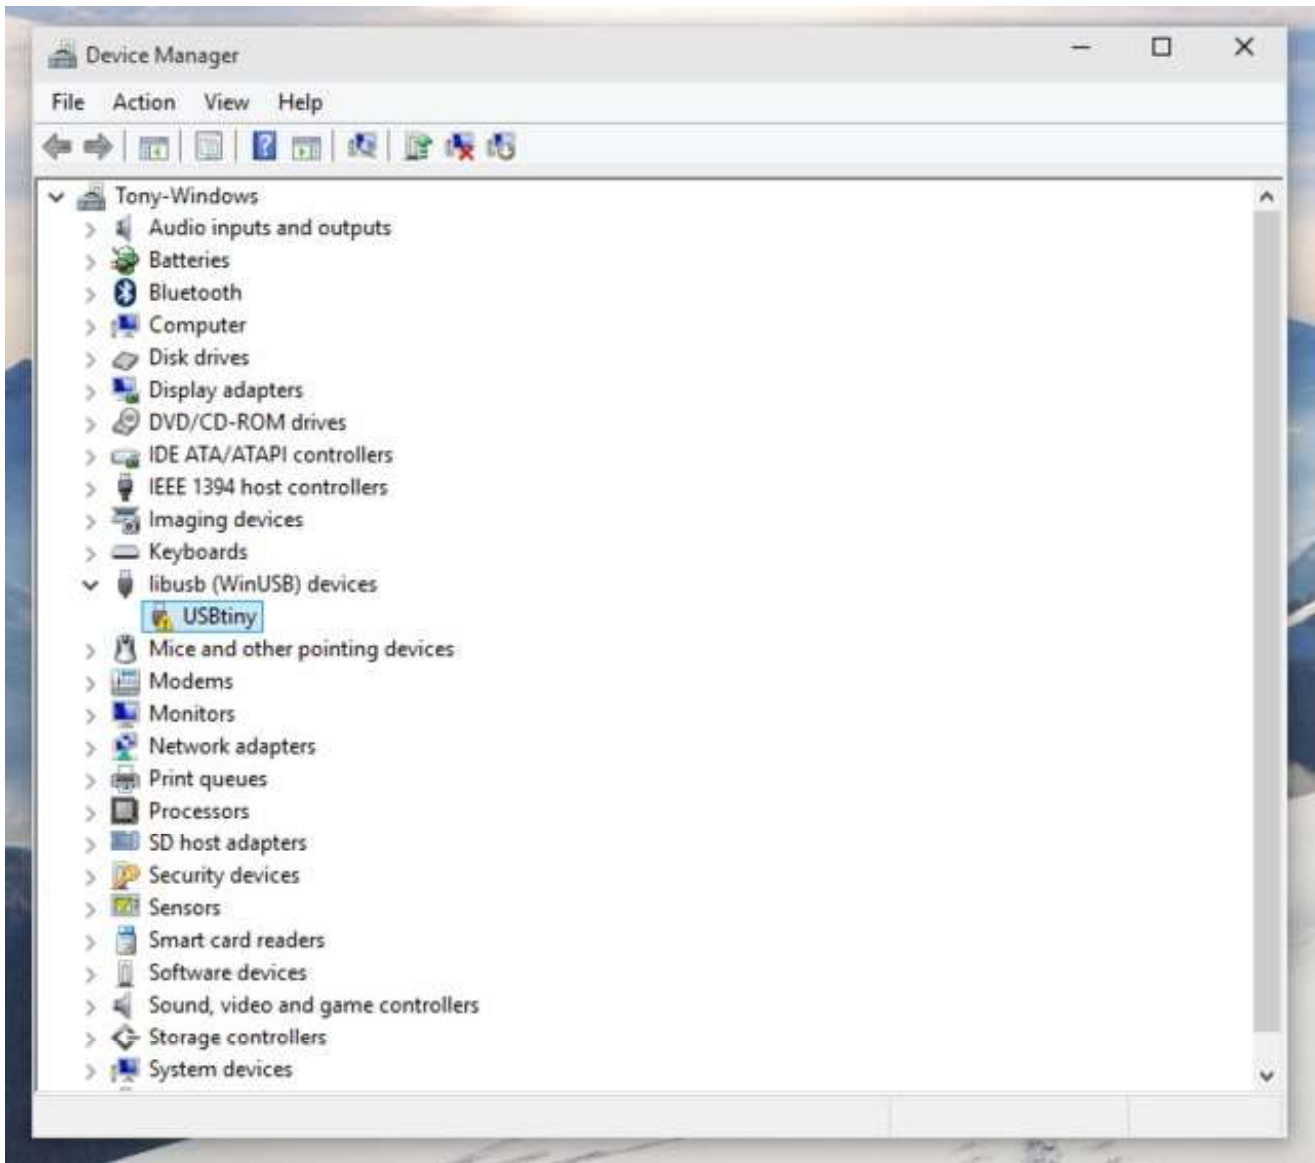 Device Manager
File Action View Help
Tony-Windows
Audio inputs and outputs
Batteries
Bluetooth
Computer
Disk drives
Display adapters
DVD/CD-ROM drives
IDE ATA/ATAPI controllers
IEEE 1394 host controllers
Imaging devices
Keyboards
libusb (WinUSB) devices
USBtiny
Mice and other pointing devices
Modems
Monitors
Network adapters
Print queues
Processors
SD host adapters
Security devices
Sensors
Smart card readers
Software devices
Sound, video and game controllers
Storage controllers
System devices